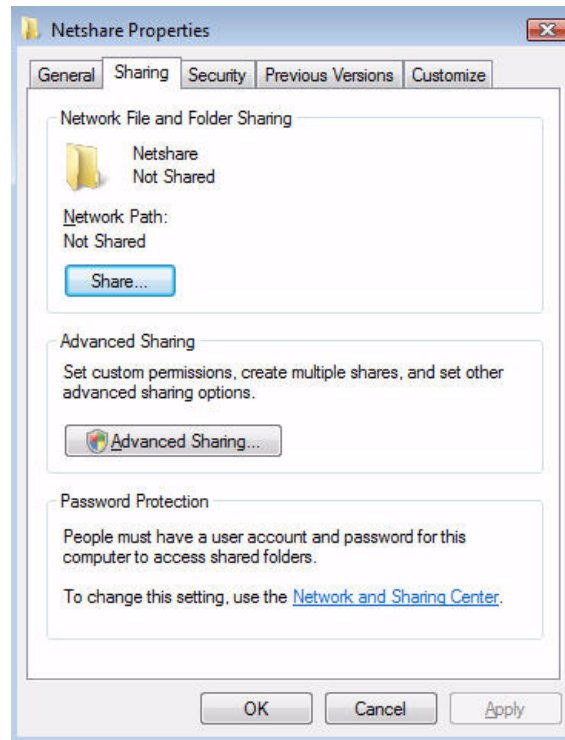 Netshare Properties
General Sharing Security Previous Versions Customize
Network File and Folder Sharing
Netshare
Not Shared
Network Path:
Not Shared
Share...
Advanced Sharing
Set custom permissions, create multiple shares, and set other
advanced sharing options.
Advanced Sharing...
Password Protection
People must have a user account and password for this
computer to access shared folders.
To change this setting, use the Network and Sharing Center.
OK Cancel Apply